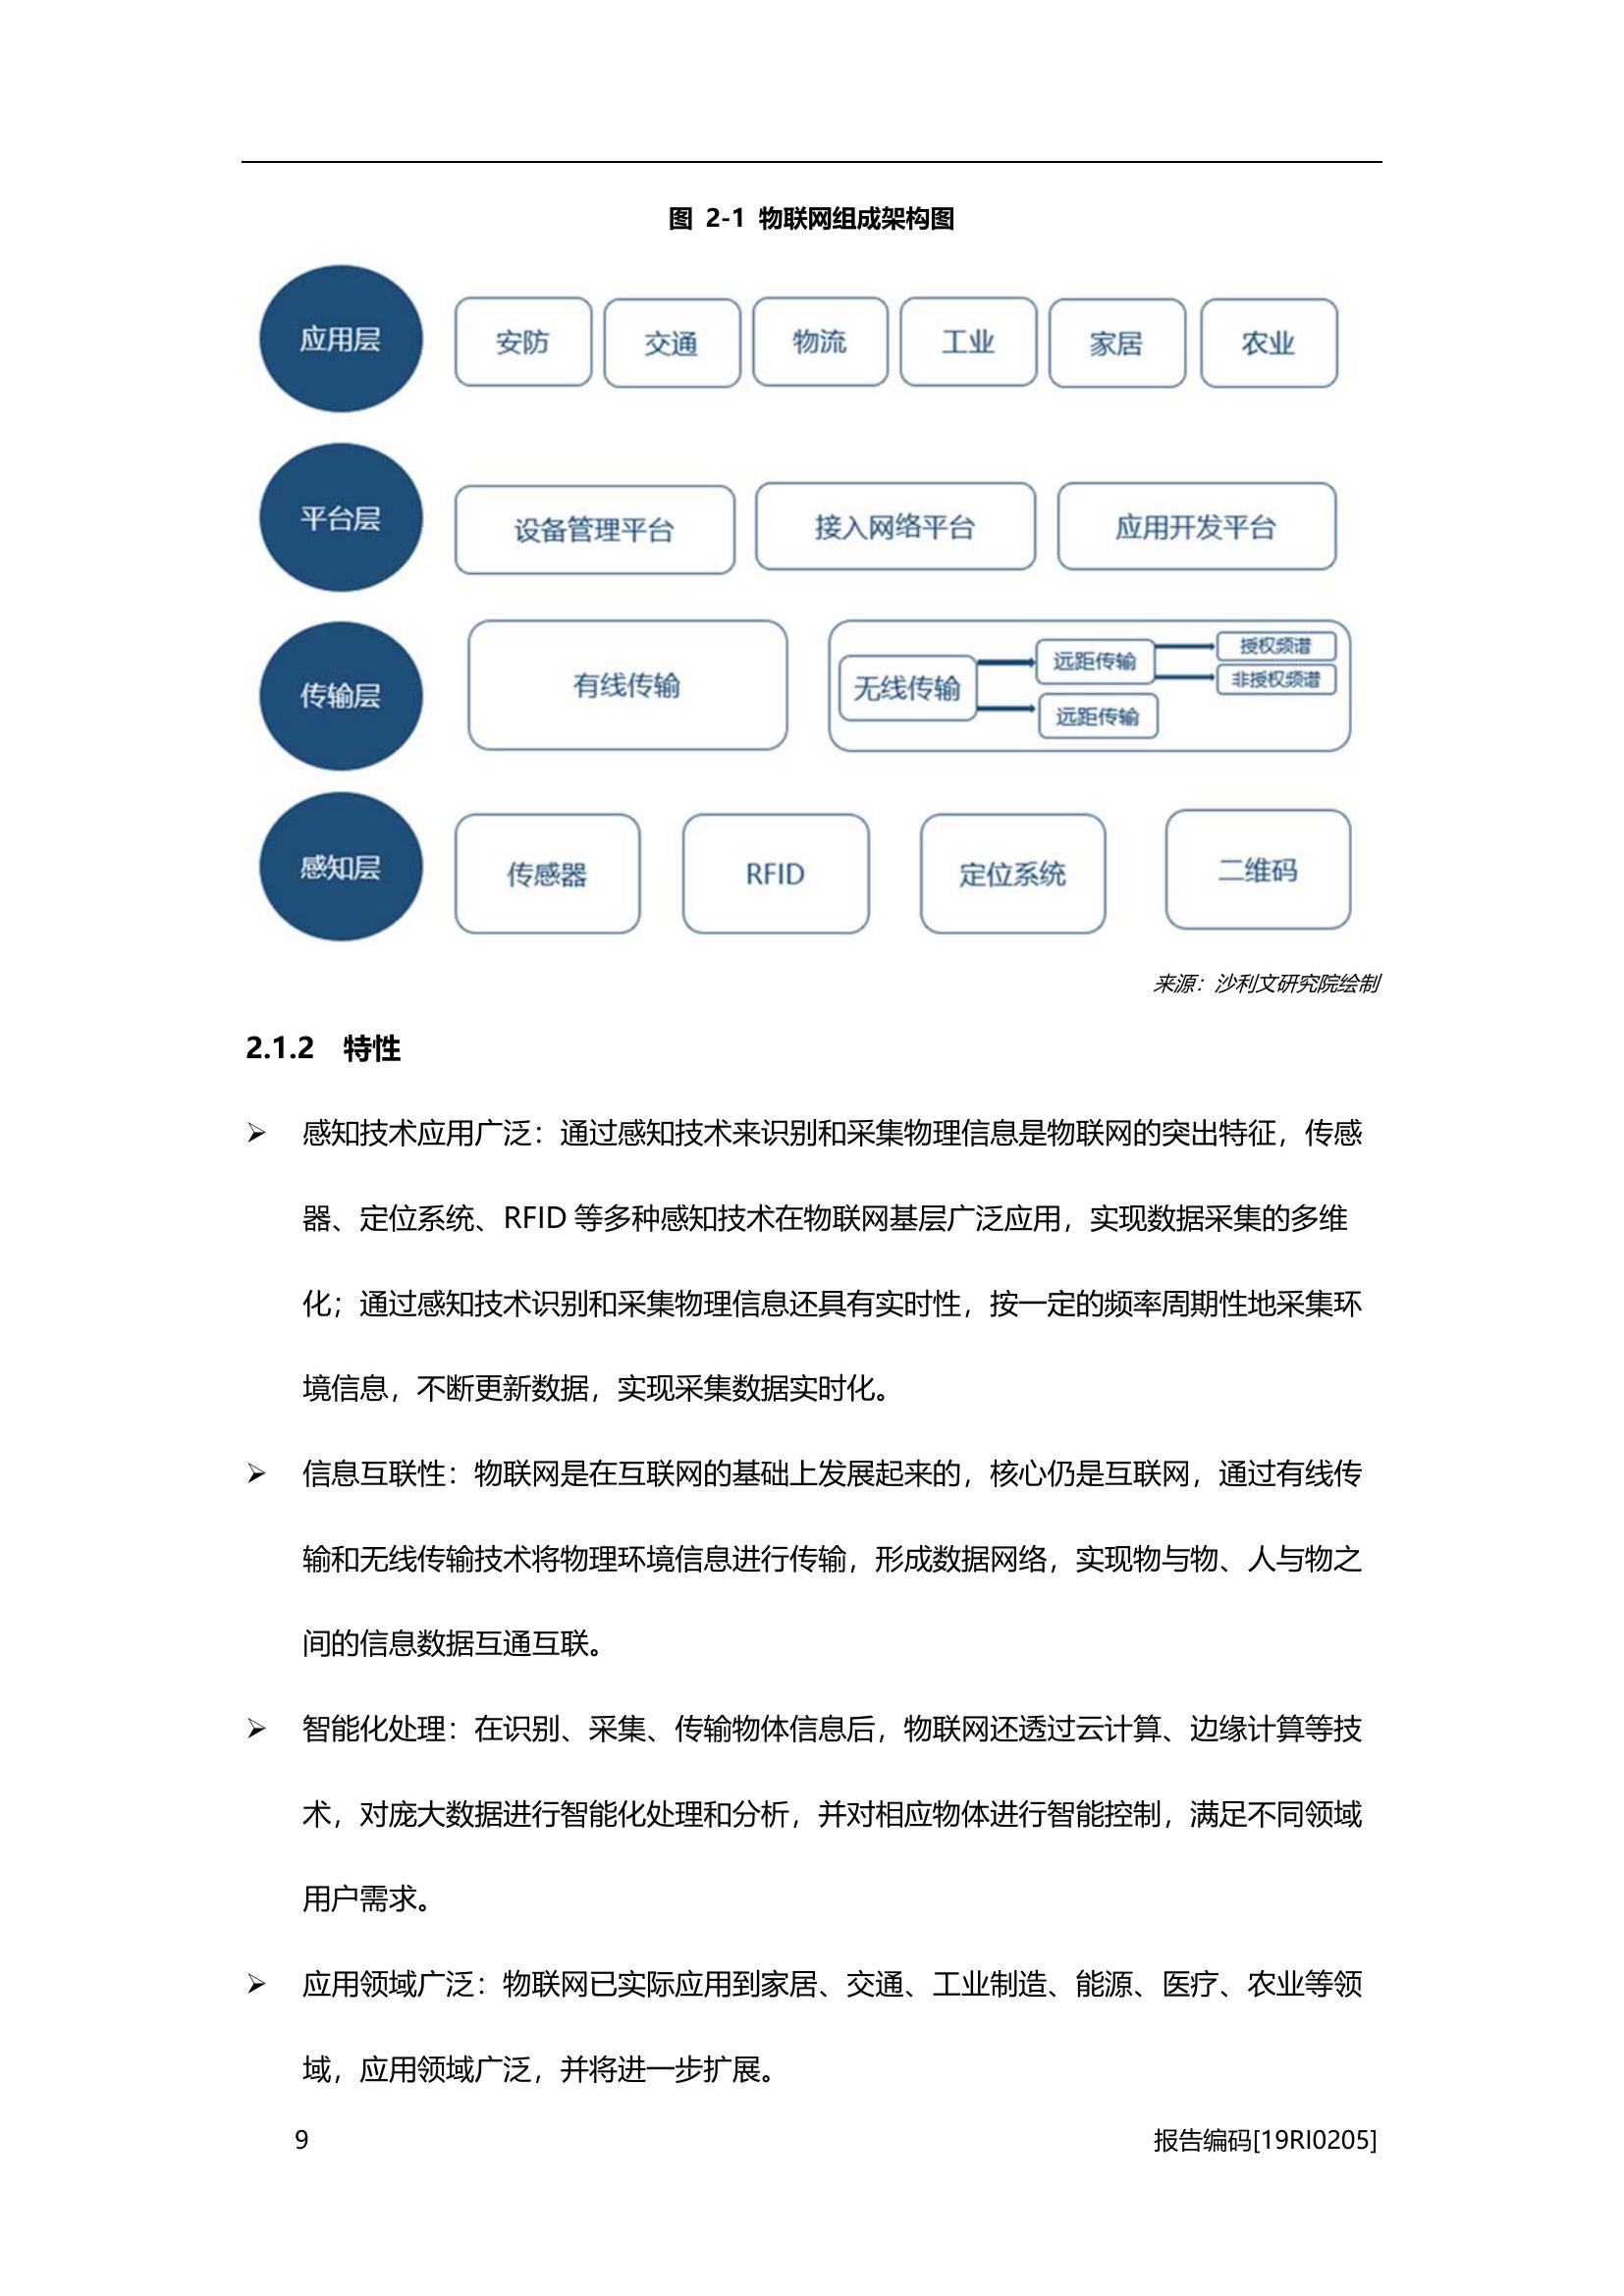 图 2-1 物联网组成架构图
应用层
安防 交通 物流 工业 家居 农业
平台层
设备管理平台 接入网络平台 应用开发平台
传输层
有线传输
无线传输
远距传输
授权频谱
非授权频谱
远距传输
感知层
传感器 RFID 定位系统 二维码
来源：沙利文研究院绘制
2.1.2 特性
➢ 感知技术应用广泛：通过感知技术来识别和采集物理信息是物联网的突出特征，传感
器、定位系统、RFID 等多种感知技术在物联网基层广泛应用，实现数据采集的多维
化；通过感知技术识别和采集物理信息还具有实时性，按一定的频率周期性地采集环
境信息，不断更新数据，实现采集数据实时化。
➢ 信息互联性：物联网是在互联网的基础上发展起来的，核心仍是互联网，通过有线传
输和无线传输技术将物理环境信息进行传输，形成数据网络，实现物与物、人与物之
间的信息数据互通互联。
➢ 智能化处理：在识别、采集、传输物体信息后，物联网还透过云计算、边缘计算等技
术，对庞大数据进行智能化处理和分析，并对相应物体进行智能控制，满足不同领域
用户需求。
➢ 应用领域广泛：物联网已实际应用到家居、交通、工业制造、能源、医疗、农业等领
域，应用领域广泛，并将进一步扩展。
9 报告编码[19RI0205]